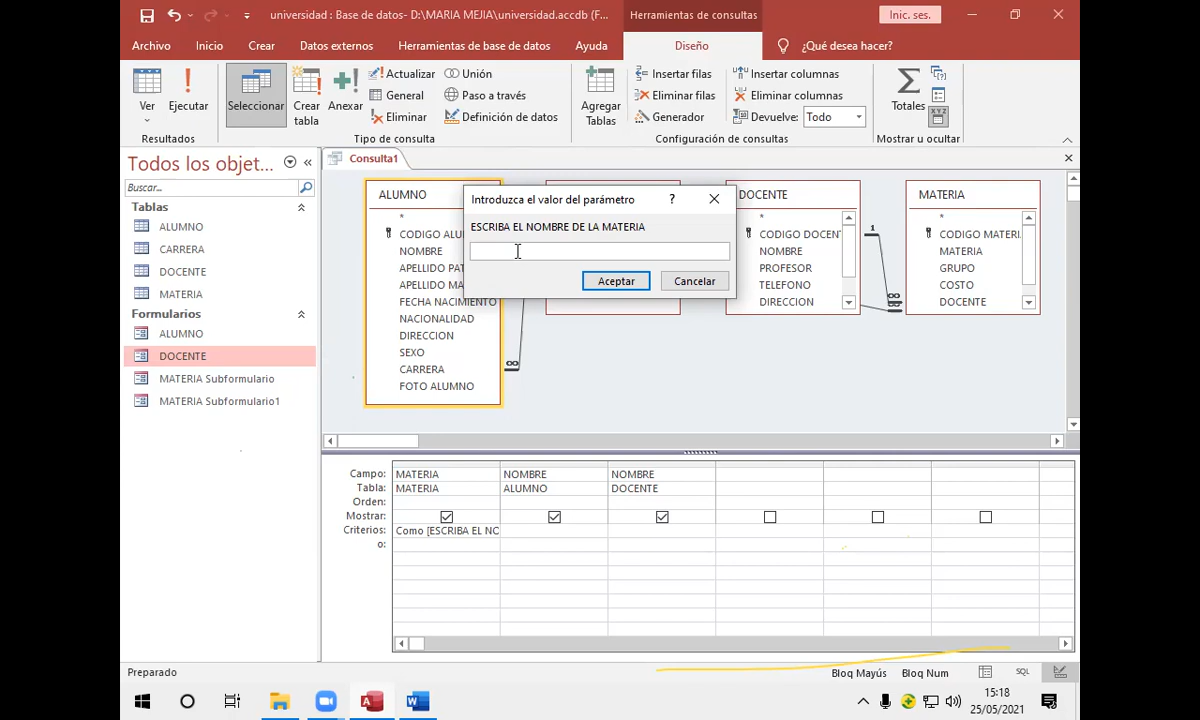 universidad : Base de datos- D:\MARIA MEJIA\universidad.accdb (F...
Herramientas de consultas
Inic. ses.
Archivo
Inicio
Crear
Datos externos
Herramientas de base de datos
Ayuda
Diseño
¿Qué desea hacer?
Ver
Ejecutar
Resultados
Seleccionar
Crear tabla
Anexar
Actualizar
General
Eliminar
Unión
Paso a través
Definición de datos
Tipo de consulta
Agregar Tablas
Insertar filas
Eliminar filas
Generador
Insertar columnas
Eliminar columnas
Devuelve: Todo
Configuración de consultas
Totales
Mostrar u ocultar
Todos los objet... «
Buscar...
Tablas
ALUMNO
CARRERA
DOCENTE
MATERIA
Formularios
ALUMNO
DOCENTE
MATERIA Subformulario
MATERIA Subformulario1
Consulta1
ALUMNO
*
CODIGO ALU
NOMBRE
APELLIDO PAT
APELLIDO MA
FECHA NACIMIENTO
NACIONALIDAD
DIRECCION
SEXO
CARRERA
FOTO ALUMNO
Introduzca el valor del parámetro
?
ESCRIBA EL NOMBRE DE LA MATERIA
Aceptar
Cancelar
DOCENTE
*
CODIGO DOCEN
NOMBRE
PROFESOR
TELEFONO
DIRECCION
1
∞
∞
MATERIA
*
CODIGO MATERI
MATERIA
GRUPO
COSTO
DOCENTE
Campo: MATERIA NOMBRE NOMBRE
Tabla: MATERIA ALUMNO DOCENTE
Orden:
Mostrar:
Criterios: Como [ESCRIBA EL NO
o:
Preparado
Bloq Mayús
Bloq Num
SQL
15:18
25/05/2021